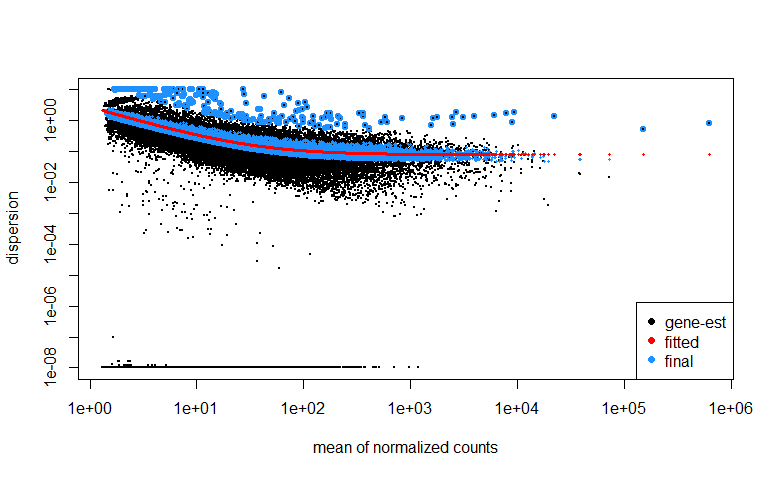 dispersion
1e+00
1e-02
1e-04
1e-06
1e-08
gene-est
fitted
final
1e+00 1e+01 1e+02 1e+03 1e+04 1e+05 1e+06
mean of normalized counts